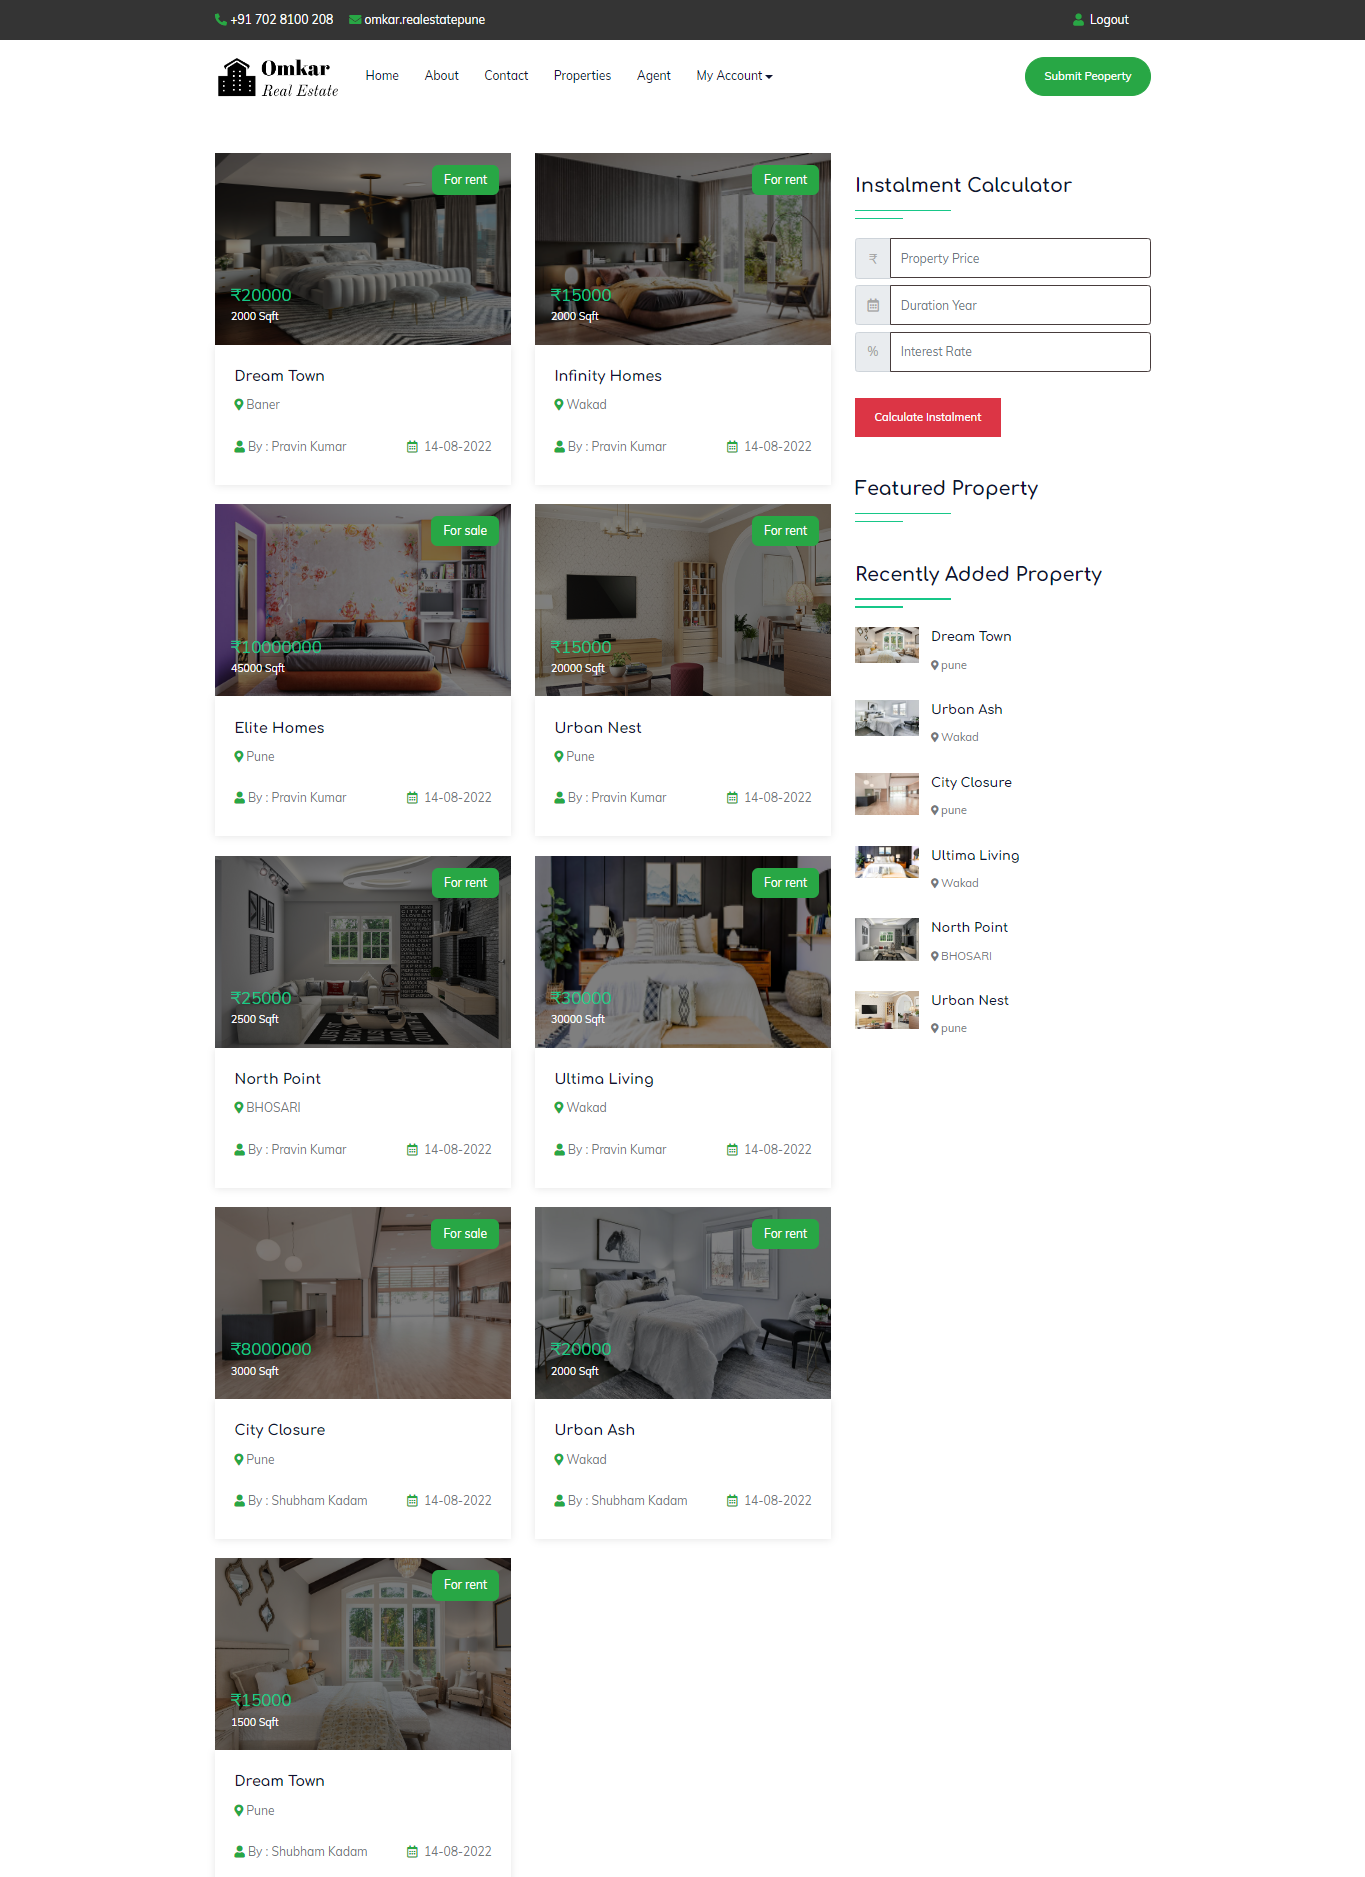 +91 702 8100 208 omkar.realestatepune Logout
Omkar
Real Estate
Home About Contact Properties Agent My Account Submit Peoperty
For rent
₹20000
2000 Sqft
Dream Town
Baner
By : Pravin Kumar 14-08-2022
For rent
₹15000
2000 Sqft
Infinity Homes
Wakad
By : Pravin Kumar 14-08-2022
For sale
₹10000000
45000 Sqft
Elite Homes
Pune
By : Pravin Kumar 14-08-2022
For rent
₹15000
20000 Sqft
Urban Nest
Pune
By : Pravin Kumar 14-08-2022
For rent
₹25000
2500 Sqft
North Point
BHOSARI
By : Pravin Kumar 14-08-2022
For rent
₹30000
30000 Sqft
Ultima Living
Wakad
By : Pravin Kumar 14-08-2022
For sale
₹8000000
3000 Sqft
City Closure
Pune
By : Shubham Kadam 14-08-2022
For rent
₹20000
2000 Sqft
Urban Ash
Wakad
By : Shubham Kadam 14-08-2022
For rent
₹15000
1500 Sqft
Dream Town
Pune
By : Shubham Kadam 14-08-2022
Instalment Calculator
₹ Property Price
Duration Year
% Interest Rate
Calculate Instalment
Featured Property
Recently Added Property
Dream Town
pune
Urban Ash
Wakad
City Closure
pune
Ultima Living
Wakad
North Point
BHOSARI
Urban Nest
pune